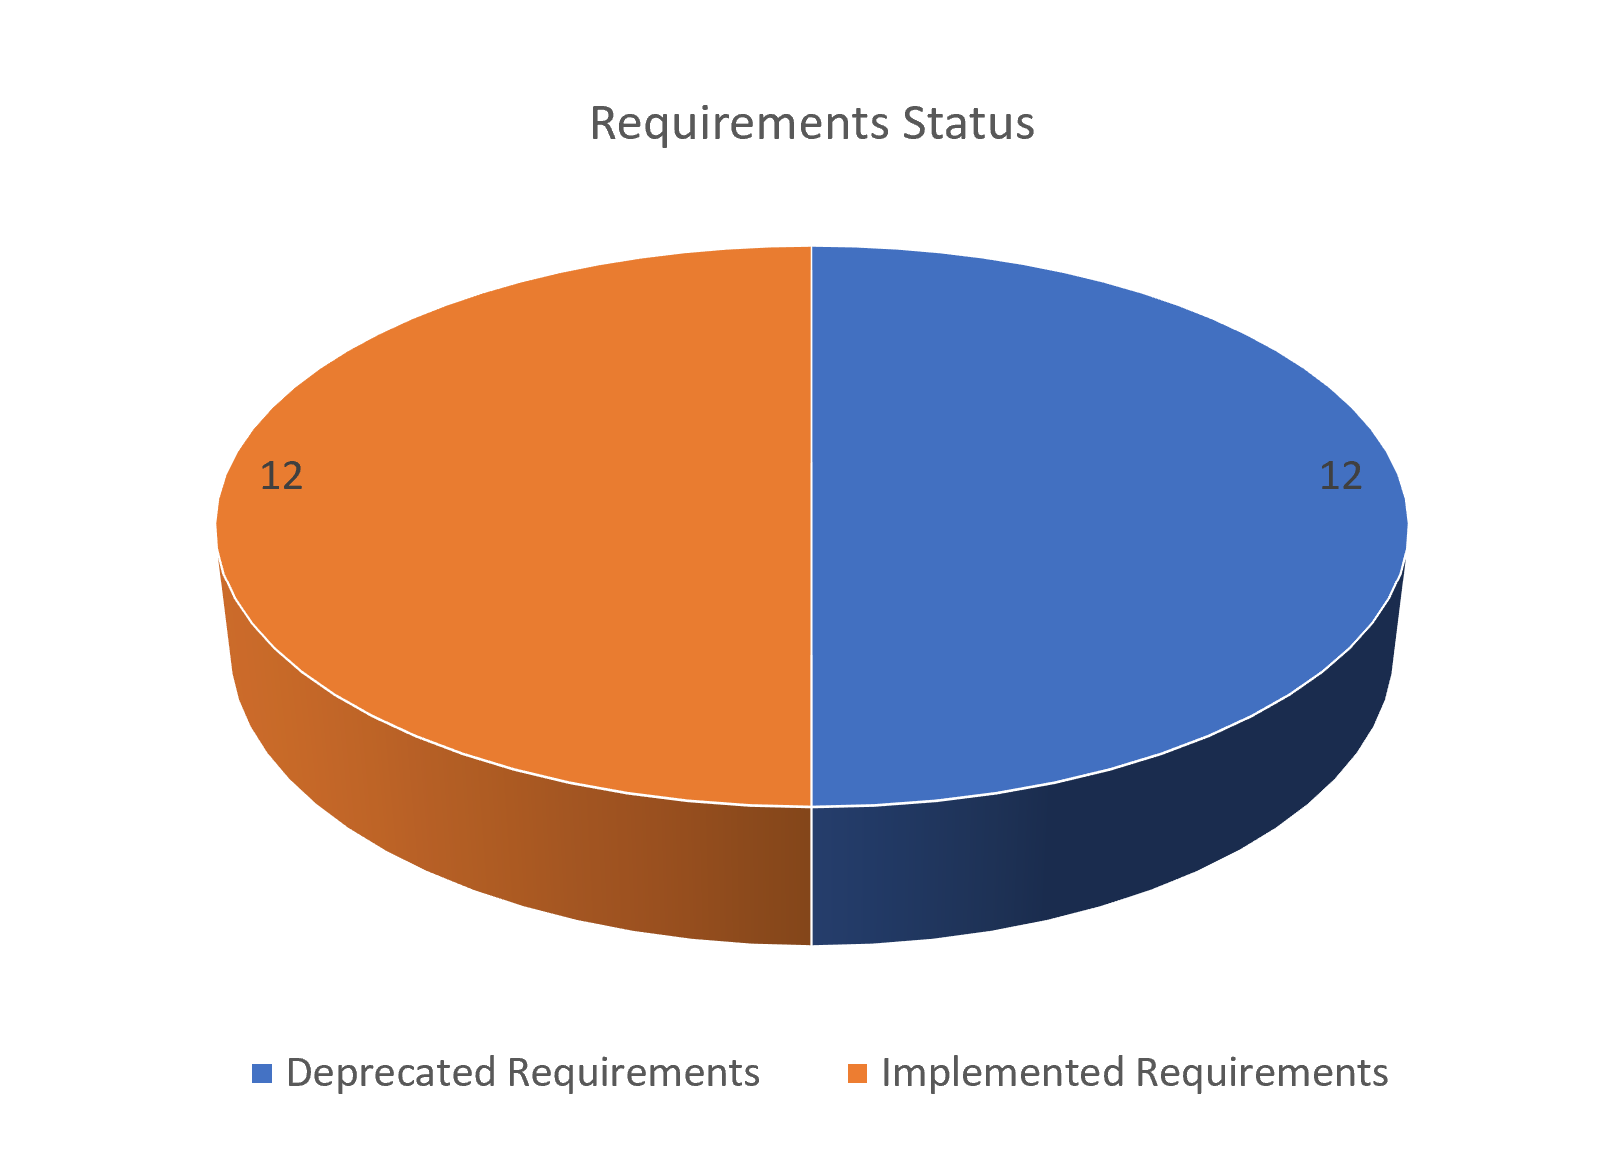 Requirements Status
12
12
Deprecated Requirements
Implemented Requirements